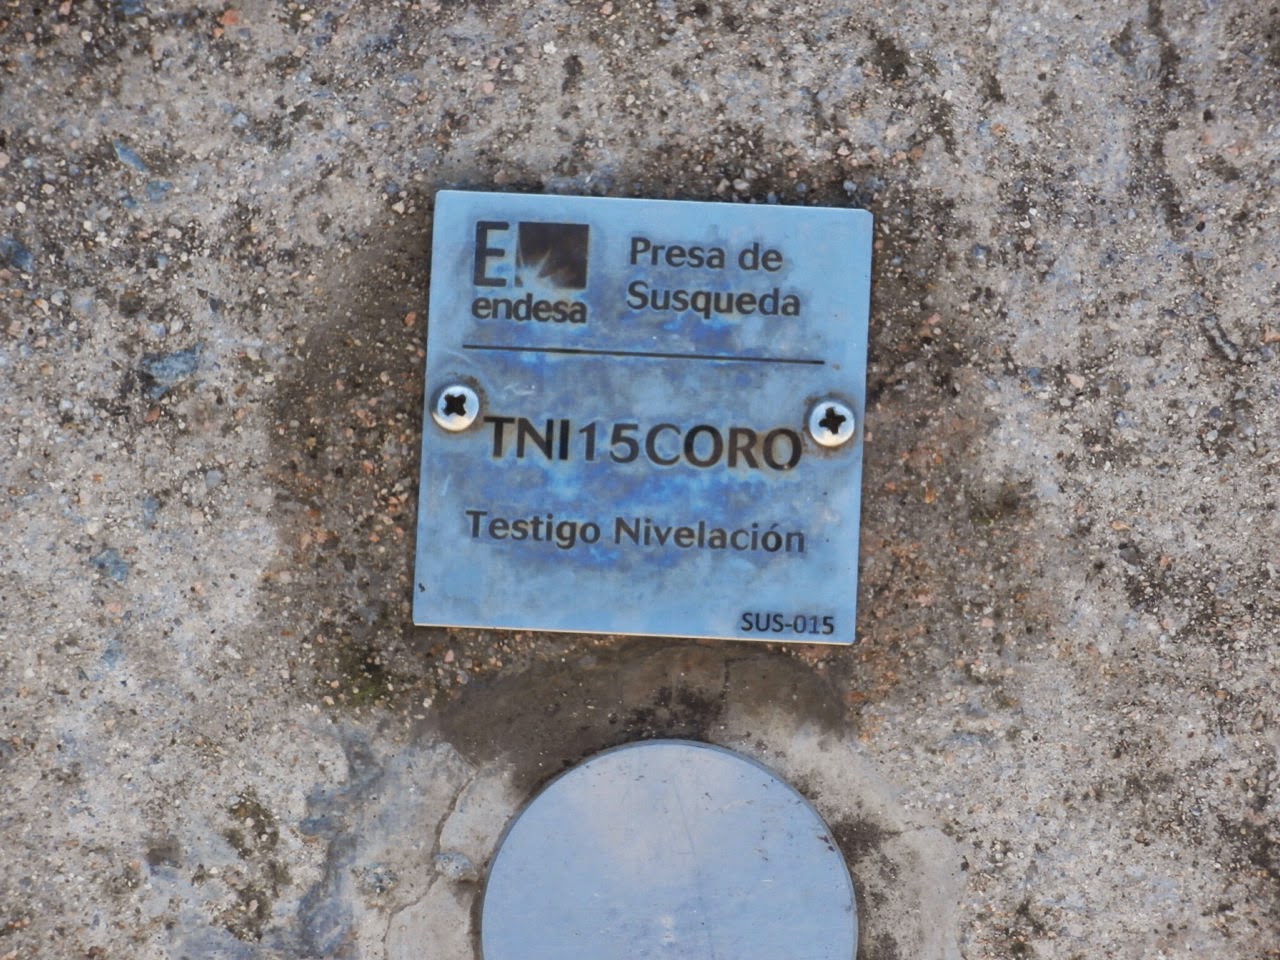 E
endesa
Presa de
Susqueda
TNI15CORO
Testigo Nivelación
SUS-015